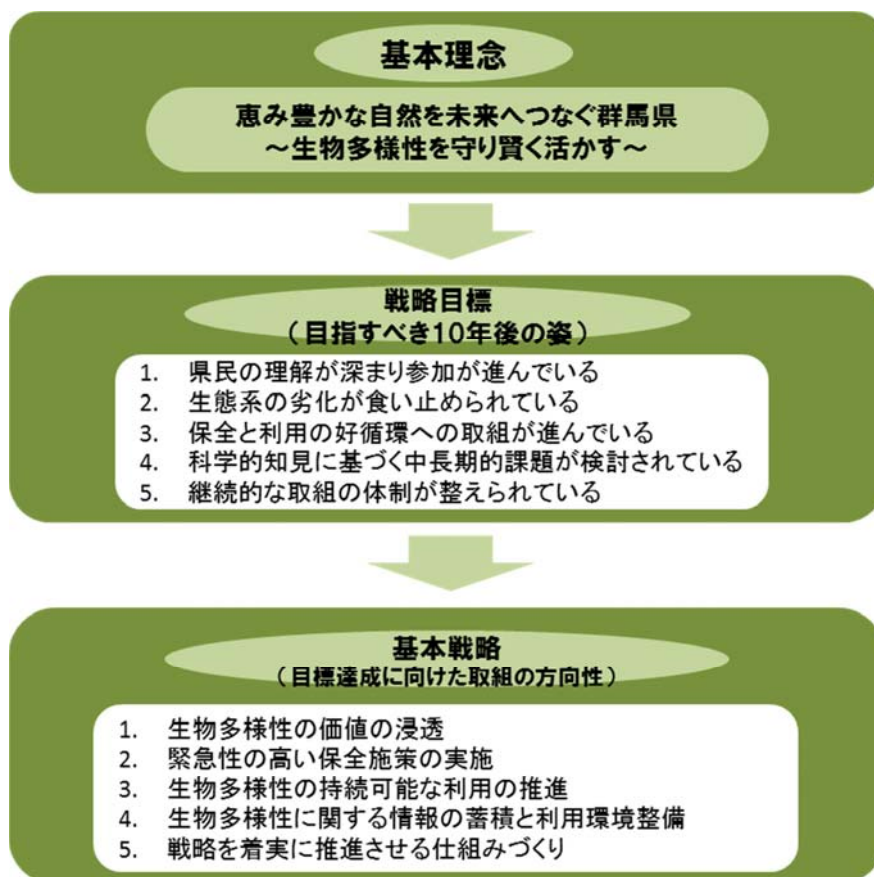 基本理念
恵み豊かな自然を未来へつなぐ群馬県
～生物多様性を守り賢く活かす～
戦略目標
（目指すべき10年後の姿）
1. 県民の理解が深まり参加が進んでいる
2. 生態系の劣化が食い止められている
3. 保全と利用の好循環への取組が進んでいる
4. 科学的知見に基づく中長期的課題が検討されている
5. 継続的な取組の体制が整えられている
基本戦略
（目標達成に向けた取組の方向性）
1. 生物多様性の価値の浸透
2. 緊急性の高い保全施策の実施
3. 生物多様性の持続可能な利用の推進
4. 生物多様性に関する情報の蓄積と利用環境整備
5. 戦略を着実に推進させる仕組みづくり